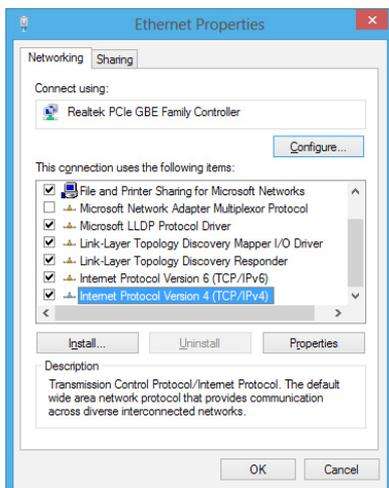 Ethernet Properties
Networking
Sharing
Connect using:
Realtek PCIe GBE Family Controller
Configure...
This connection uses the following items:
File and Printer Sharing for Microsoft Networks
Microsoft Network Adapter Multiplexor Protocol
Microsoft LLDP Protocol Driver
Link-Layer Topology Discovery Mapper I/O Driver
Link-Layer Topology Discovery Responder
Internet Protocol Version 6 (TCP/IPv6)
Internet Protocol Version 4 (TCP/IPv4)
Install...
Uninstall
Properties
Description
Transmission Control Protocol/Internet Protocol. The default
wide area network protocol that provides communication
across diverse interconnected networks.
OK
Cancel